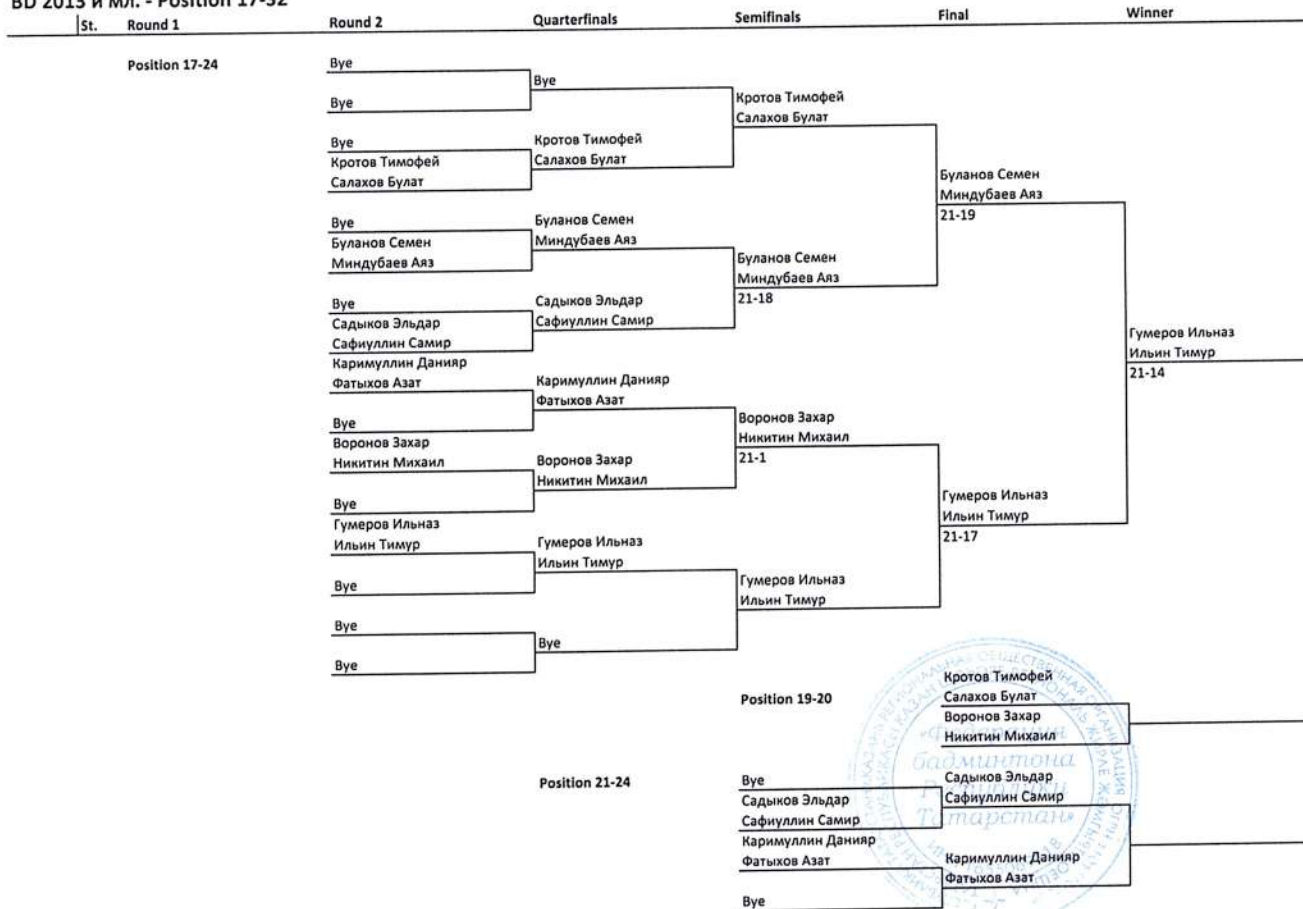 BD 2013 и мл. - Position 17-32
St. Round 1 Round 2 Quarterfinals Semifinals Final Winner
Position 17-24
Bye
Bye
Bye
Кротов Тимофей
Салахов Булат
Bye
Буланов Семен
Миндубаев Аяз
Bye
Садыков Эльдар
Сафиуллин Самир
Каримуллин Данияр
Фатыхов Азат
Bye
Воронов Захар
Никитин Михаил
Bye
Гумеров Ильназ
Ильин Тимур
Bye
Bye
Bye
Bye
Кротов Тимофей
Салахов Булат
Буланов Семен
Миндубаев Аяз
Садыков Эльдар
Сафиуллин Самир
Каримуллин Данияр
Фатыхов Азат
Воронов Захар
Никитин Михаил
Гумеров Ильназ
Ильин Тимур
Bye
Кротов Тимофей
Салахов Булат
Буланов Семен
Миндубаев Аяз
21-18
Воронов Захар
Никитин Михаил
21-1
Гумеров Ильназ
Ильин Тимур
Буланов Семен
Миндубаев Аяз
21-19
Гумеров Ильназ
Ильин Тимур
21-17
Гумеров Ильназ
Ильин Тимур
21-14
Position 19-20
Кротов Тимофей
Салахов Булат
Воронов Захар
Никитин Михаил
Position 21-24
Bye
Садыков Эльдар
Сафиуллин Самир
Каримуллин Данияр
Фатыхов Азат
Bye
Садыков Эльдар
Сафиуллин Самир
Каримуллин Данияр
Фатыхов Азат
«Федерация
бадминтона
Республики
Татарстан»